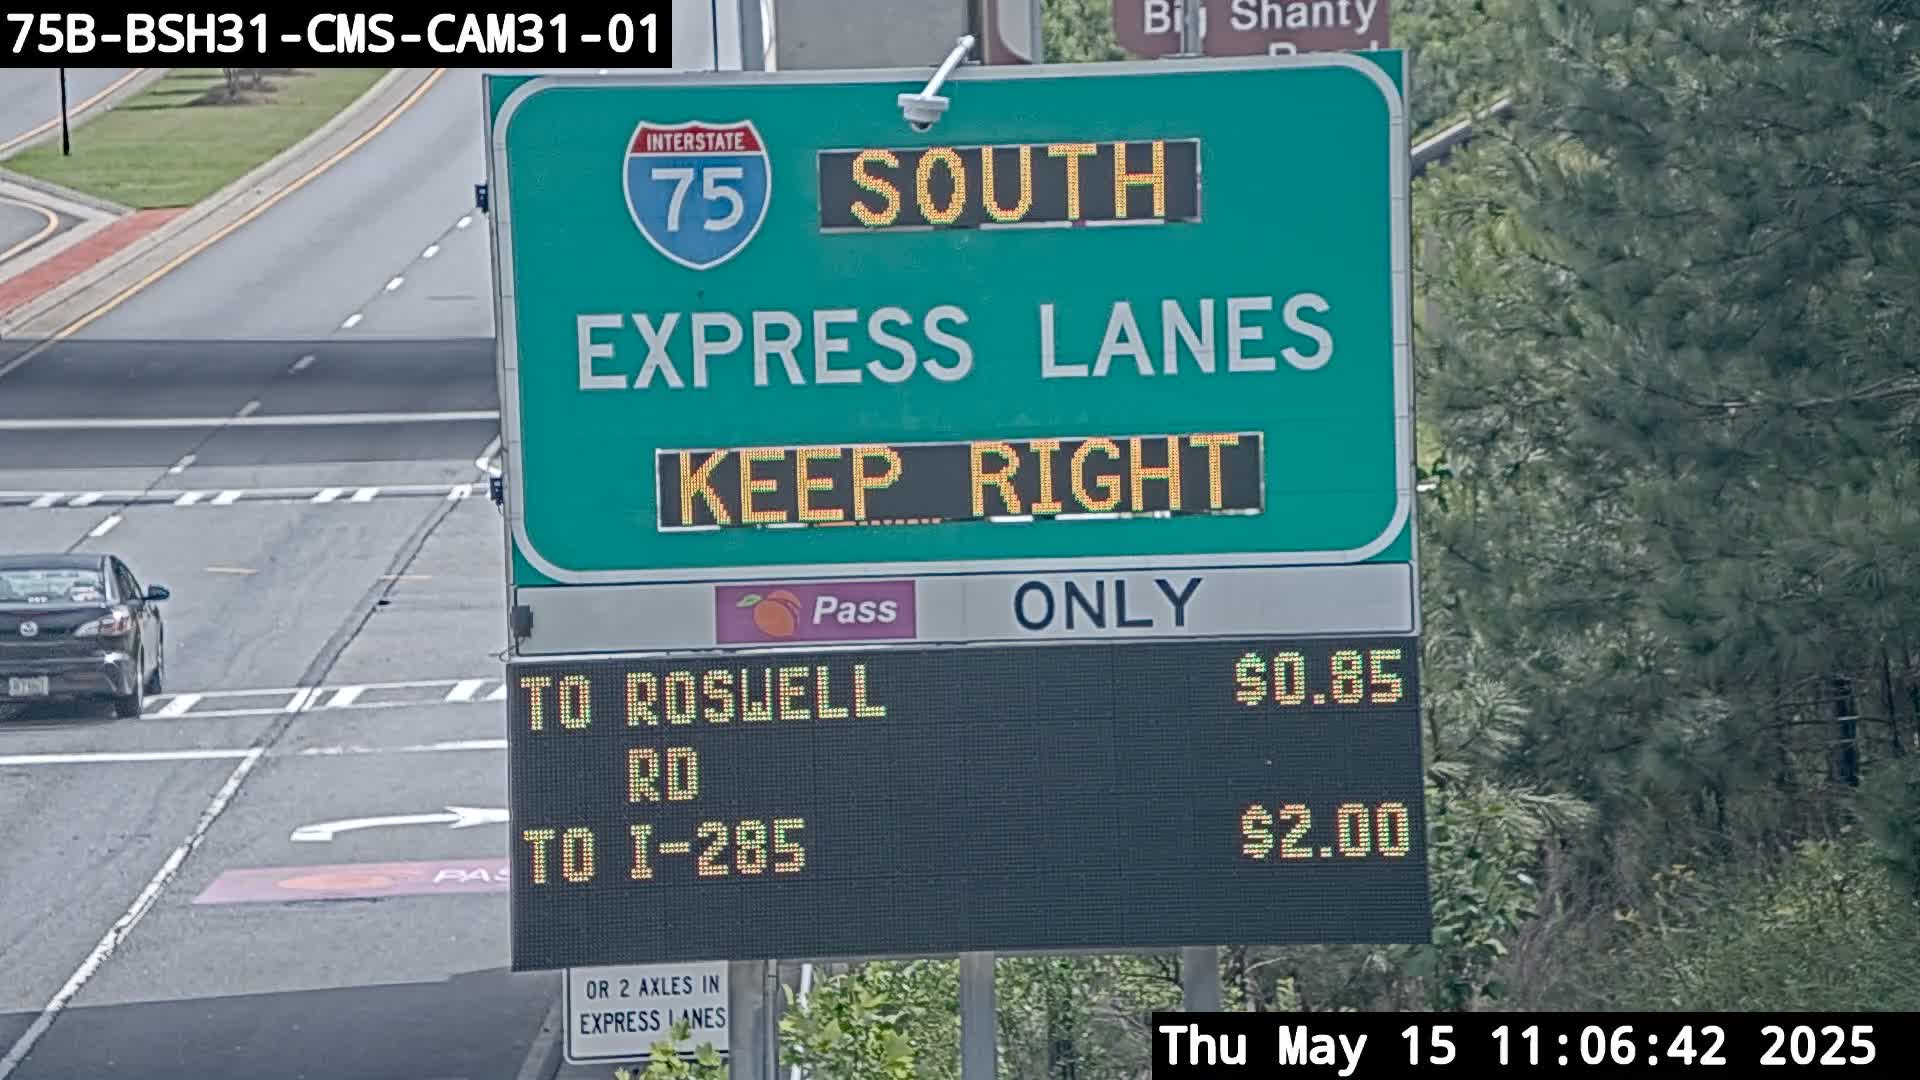 75B-BSH31-CMS-CAM31-01
Big Shanty
Road
INTERSTATE
75
SOUTH
EXPRESS LANES
KEEP RIGHT
Pass
ONLY
TO ROSWELL $0.85
RD
TO I-285 $2.00
PAS
OR 2 AXLES IN
EXPRESS LANES
Thu May 15 11:06:42 2025